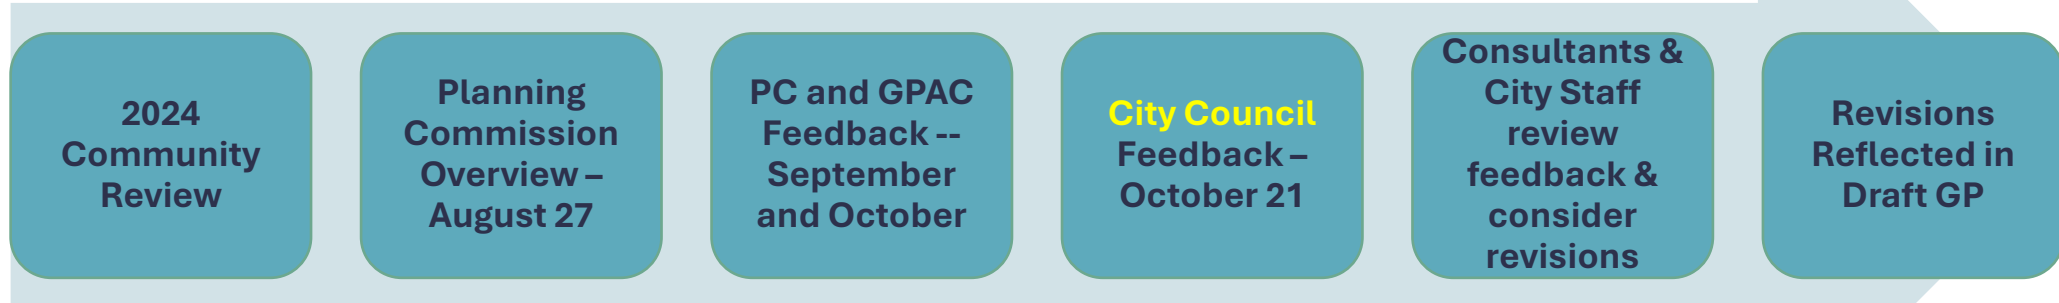 2024
Community
Review
Planning
Commission
Overview –
August 27
PC and GPAC
Feedback --
September
and October
City Council
Feedback –
October 21
Consultants &
City Staff
review
feedback &
consider
revisions
Revisions
Reflected in
Draft GP